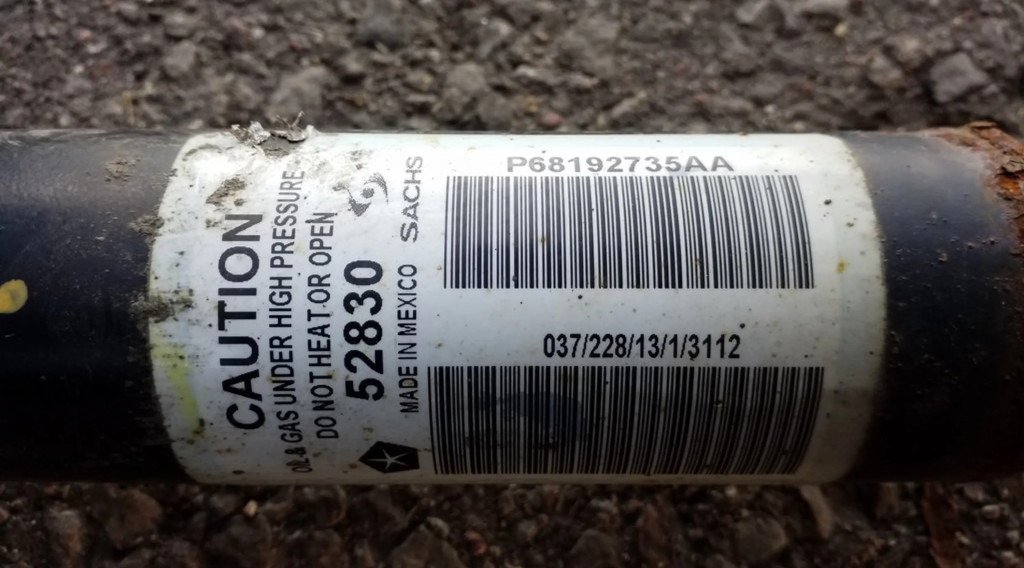 CAUTION
OIL & GAS UNDER HIGH PRESSURE
DO NOT HEAT OR OPEN
52830
MADE IN MEXICO SACHS
P68192735AA
037/228/13/1/3112